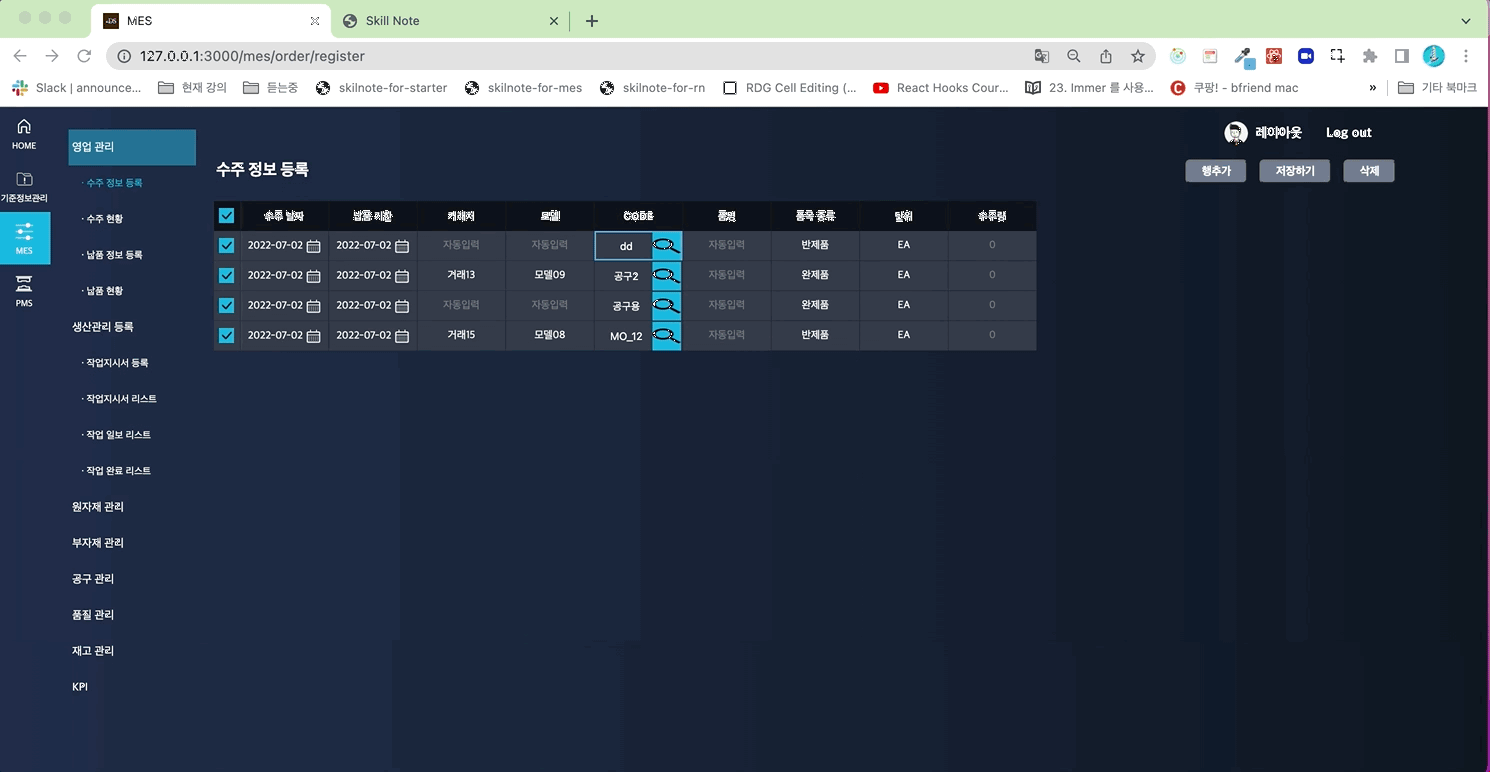 MES
Skill Note
127.0.0.1:3000/mes/order/register
Slack | announce...
현재 강의
듣는중
skilnote-for-starter
skilnote-for-mes
skilnote-for-rn
RDG Cell Editing (...
React Hooks Cour...
23. Immer 를 사용...
쿠팡! - bfriend mac
»
기타 북마크
레이아웃
Log out
HOME
기준정보관리
MES
PMS
영업 관리
· 수주 정보 등록
· 수주 현황
· 납품 정보 등록
· 납품 현황
생산관리 등록
· 작업지시서 등록
· 작업지시서 리스트
· 작업 일보 리스트
· 작업 완료 리스트
원자재 관리
부자재 관리
공구 관리
품질 관리
재고 관리
KPI
수주 정보 등록
행추가 저장하기 삭제
수주 날짜 모델 CODE 품명 품목 종류 단위 수주량
2022-07-02 2022-07-02 자동입력 자동입력 dd 자동입력 반제품 EA 0
2022-07-02 2022-07-02 거래13 모델09 공구2 자동입력 완제품 EA 0
2022-07-02 2022-07-02 자동입력 자동입력 공구용 자동입력 완제품 EA 0
2022-07-02 2022-07-02 거래15 모델08 MO_12 자동입력 반제품 EA 0